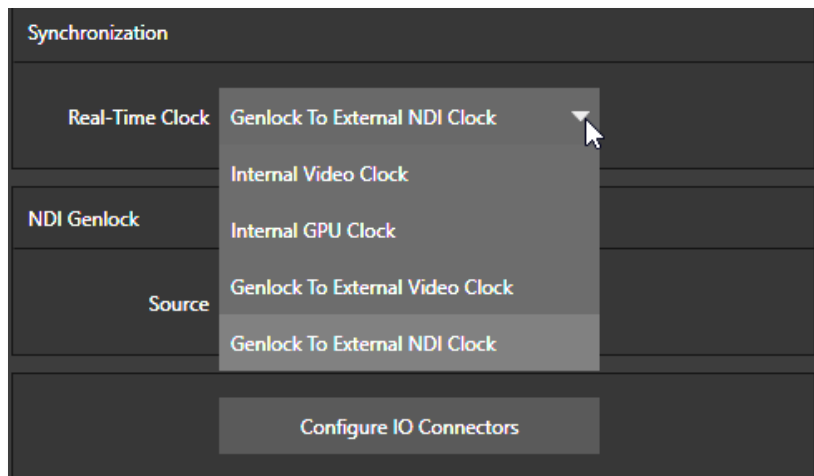 Synchronization
Real-Time Clock Genlock To External NDI Clock
Internal Video Clock
NDI Genlock
Internal GPU Clock
Source
Genlock To External Video Clock
Genlock To External NDI Clock
Configure IO Connectors